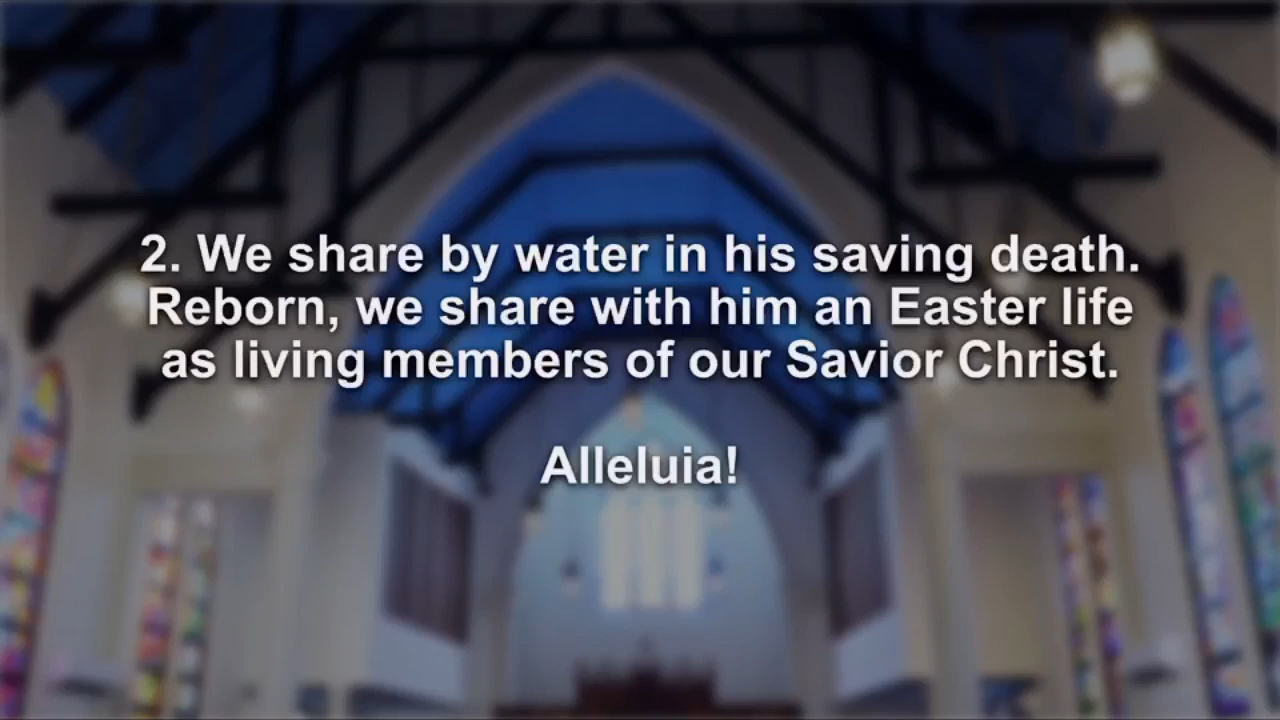 2. We share by water in his saving death.
Reborn, we share with him an Easter life
as living members of our Savior Christ.
Alleluia!